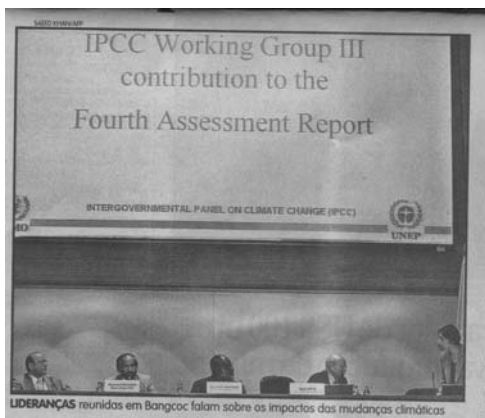 SAEED KHAN/AFP
IPCC Working Group III
contribution to the
Fourth Assessment Report
INTERGOVERNMENTAL PANEL ON CLIMATE CHANGE (IPCC)
MO
UNEP
LIDERANÇAS reunidas em Bangcoc falam sobre os impactos das mudanças climáticas